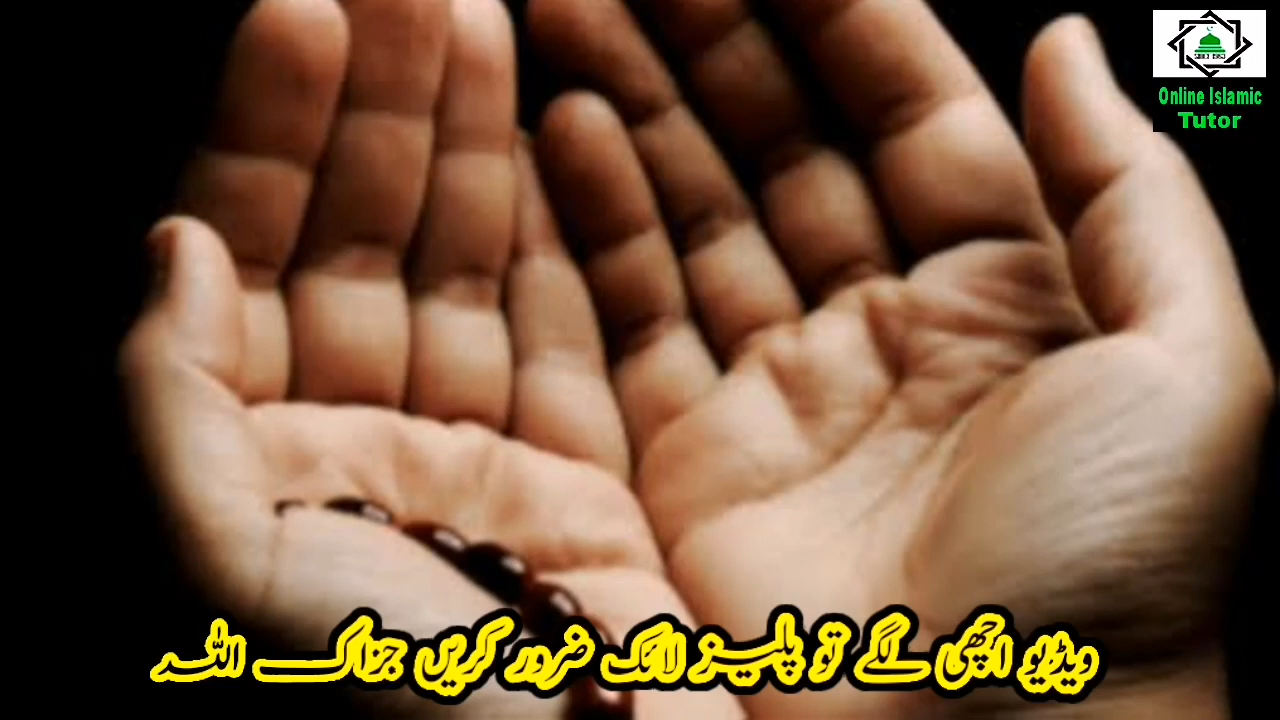 Online Islamic
Tutor
ویڈیو اچھی لگے تو پلیز لائک ضرور کریں جزاک اللہ